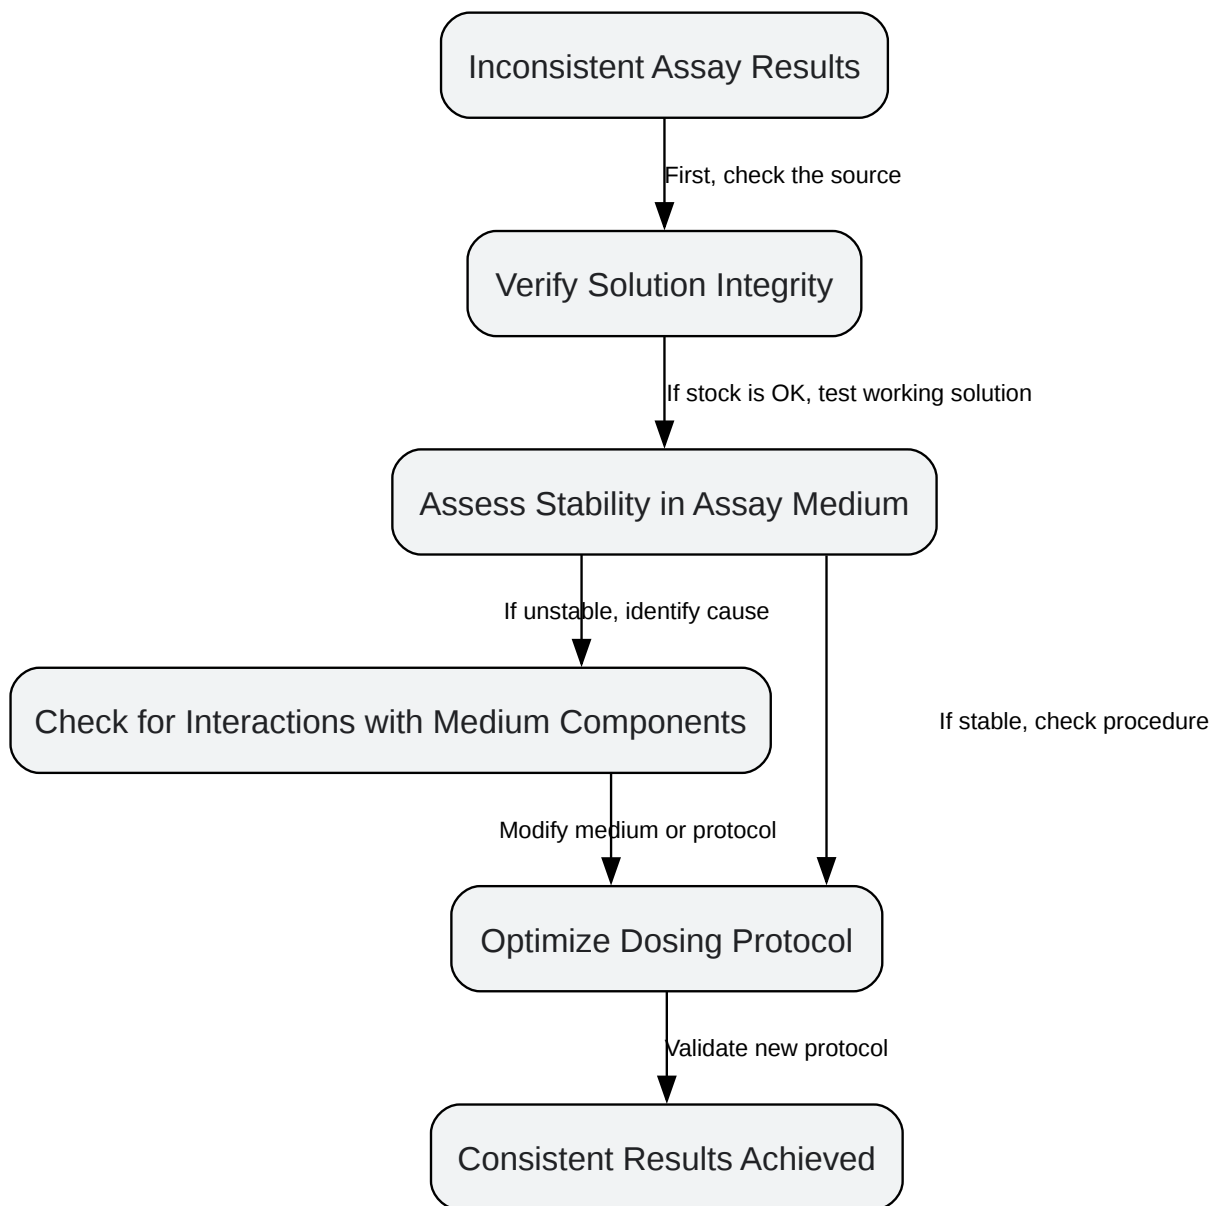 Inconsistent Assay Results
First, check the source
Verify Solution Integrity
If stock is OK, test working solution
Assess Stability in Assay Medium
If unstable, identify cause
Check for Interactions with Medium Components
If stable, check procedure
Modify medium or protocol
Optimize Dosing Protocol
Validate new protocol
Consistent Results Achieved